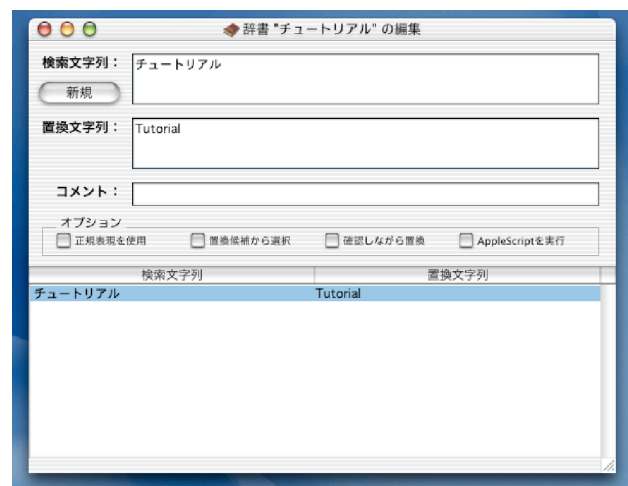 辞書 "チュートリアル" の編集
検索文字列： チュートリアル
新規
置換文字列： Tutorial
コメント：
オプション
正規表現を使用 置換候補から選択 確認しながら置換 AppleScriptを実行
検索文字列 置換文字列
チュートリアル Tutorial